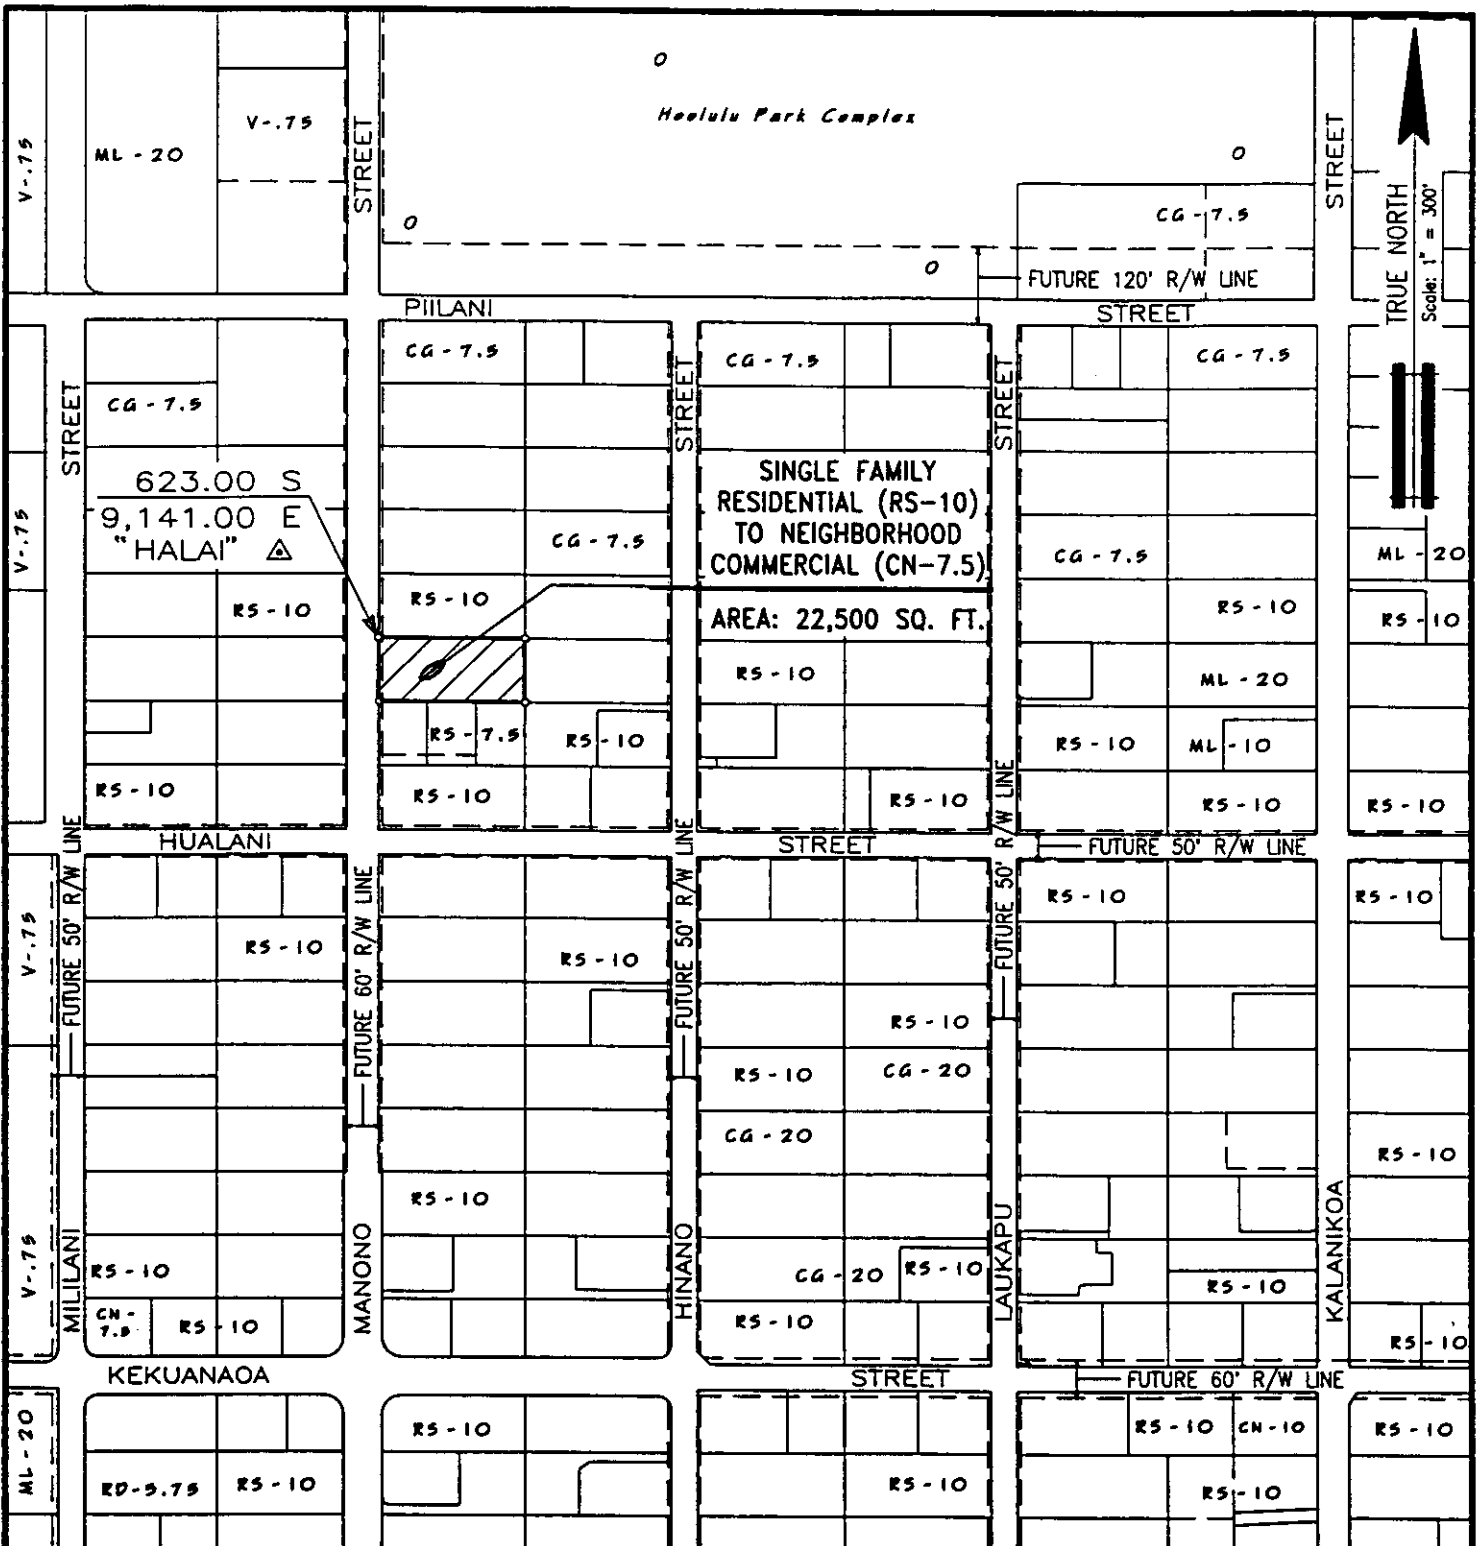 O
Hoolulu Park Complex
V-.75
ML - 20
V-.75
STREET
O
STREET
O
CG - 7.5
O
FUTURE 120' R/W LINE
TRUE NORTH
Scale: 1" = 300'
PIILANI
STREET
CG - 7.5
CG - 7.5
CG - 7.5
CG - 7.5
STREET
STREET
STREET
623.00 S
9,141.00 E
"HALAI"
V-.75
SINGLE FAMILY
RESIDENTIAL (RS-10)
TO NEIGHBORHOOD
COMMERCIAL (CN-7.5)
AREA: 22,500 SQ. FT.
CG - 7.5
CG - 7.5
ML - 20
RS - 10
RS - 10
RS - 10
RS - 10
RS - 10
ML - 20
RS - 7.5
RS - 10
RS - 10
ML - 10
RS - 10
RS - 10
RS - 10
RS - 10
RS - 10
HUALANI
STREET
FUTURE 50' R/W LINE
FUTURE 50' R/W LINE
FUTURE 60' R/W LINE
FUTURE 50' R/W LINE
FUTURE 50' R/W LINE
RS - 10
RS - 10
V-.75
RS - 10
RS - 10
RS - 10
RS - 10
CG - 20
CG - 20
RS - 10
RS - 10
V-.75
MILILANI
MANONO
HINANO
LAUKAPU
KALANIKOA
RS - 10
CG - 20
RS - 10
RS - 10
CN -
7.5
RS - 10
RS - 10
RS - 10
KEKUANAOA
STREET
FUTURE 60' R/W LINE
ML - 20
RS - 10
RS - 10
CN - 10
RS - 10
RD - 3.75
RS - 10
RS - 10
RS - 10